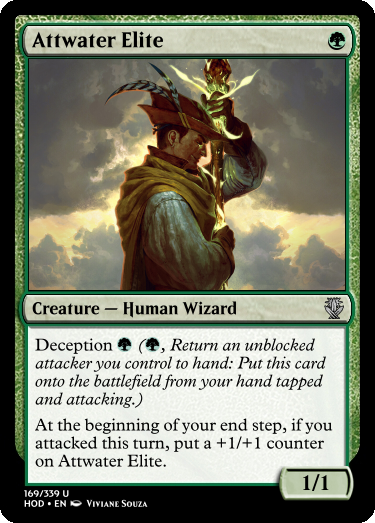 Attwater Elite
Creature — Human Wizard
Deception (, Return an unblocked
attacker you control to hand: Put this card
onto the battlefield from your hand tapped
and attacking.)
At the beginning of your end step, if you
attacked this turn, put a +1/+1 counter
on Attwater Elite.
1/1
169/339 U
HOD • EN Viviane Souza